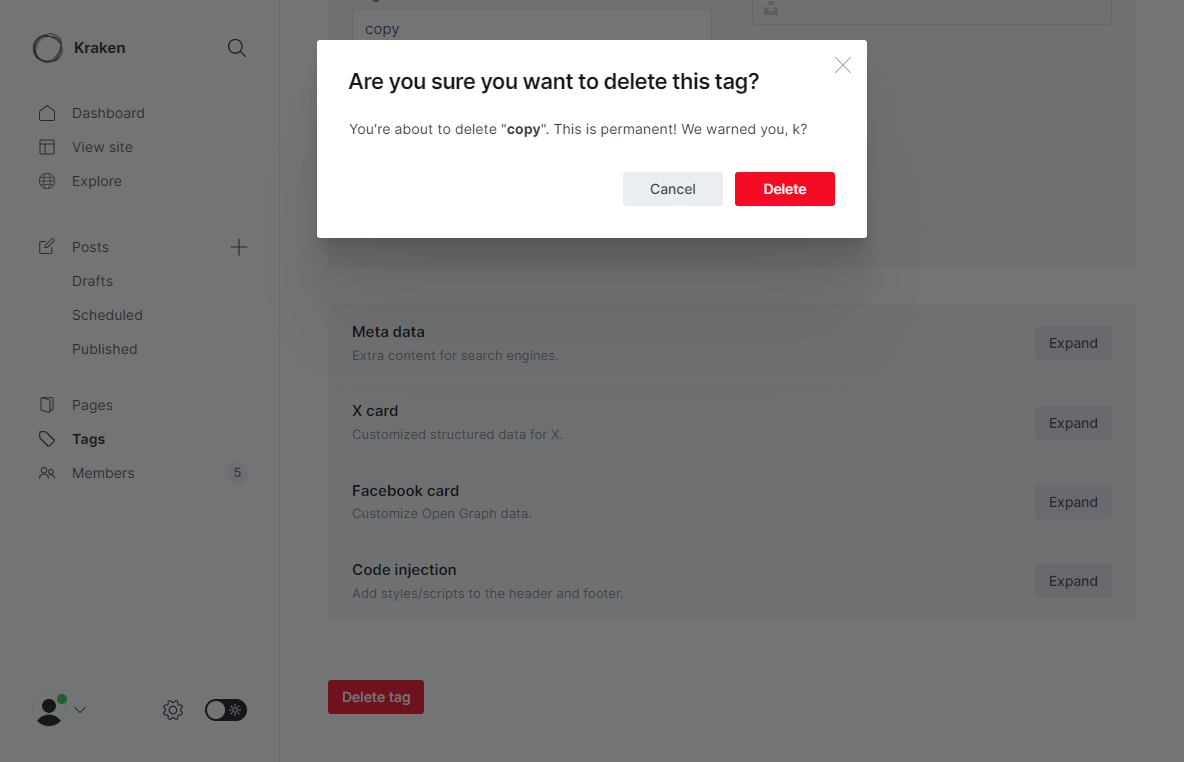 Kraken
Dashboard
View site
Explore
Posts
Drafts
Scheduled
Published
Pages
Tags
Members 5
copy
Are you sure you want to delete this tag?
You're about to delete "copy". This is permanent! We warned you, k?
Cancel Delete
Meta data
Extra content for search engines.
Expand
X card
Customized structured data for X.
Expand
Facebook card
Customize Open Graph data.
Expand
Code injection
Add styles/scripts to the header and footer.
Expand
Delete tag